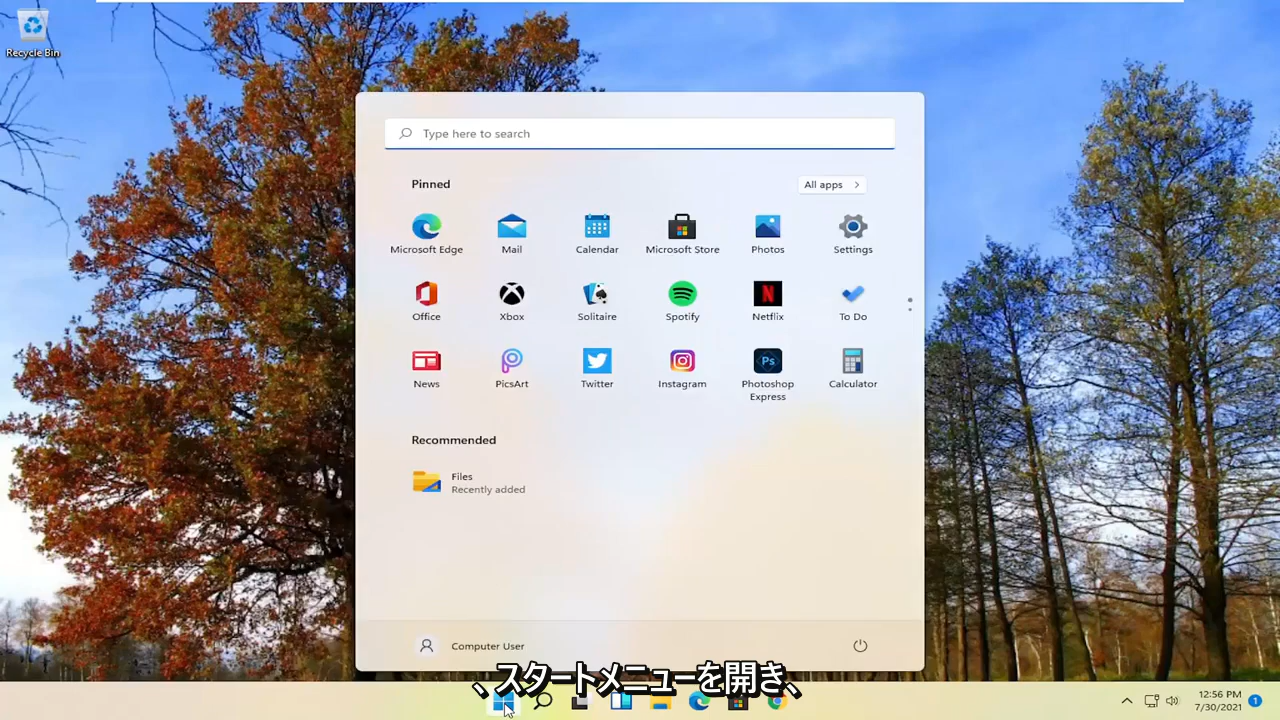 Recycle Bin
Type here to search
Pinned
All apps
Microsoft Edge
Mail
Calendar
Microsoft Store
Photos
Settings
Office
Xbox
Solitaire
Spotify
Netflix
To Do
News
PicsArt
Twitter
Instagram
Photoshop Express
Calculator
Recommended
Files
Recently added
Computer User
、スタートメニューを開き、
12:56 PM
7/30/2021
1